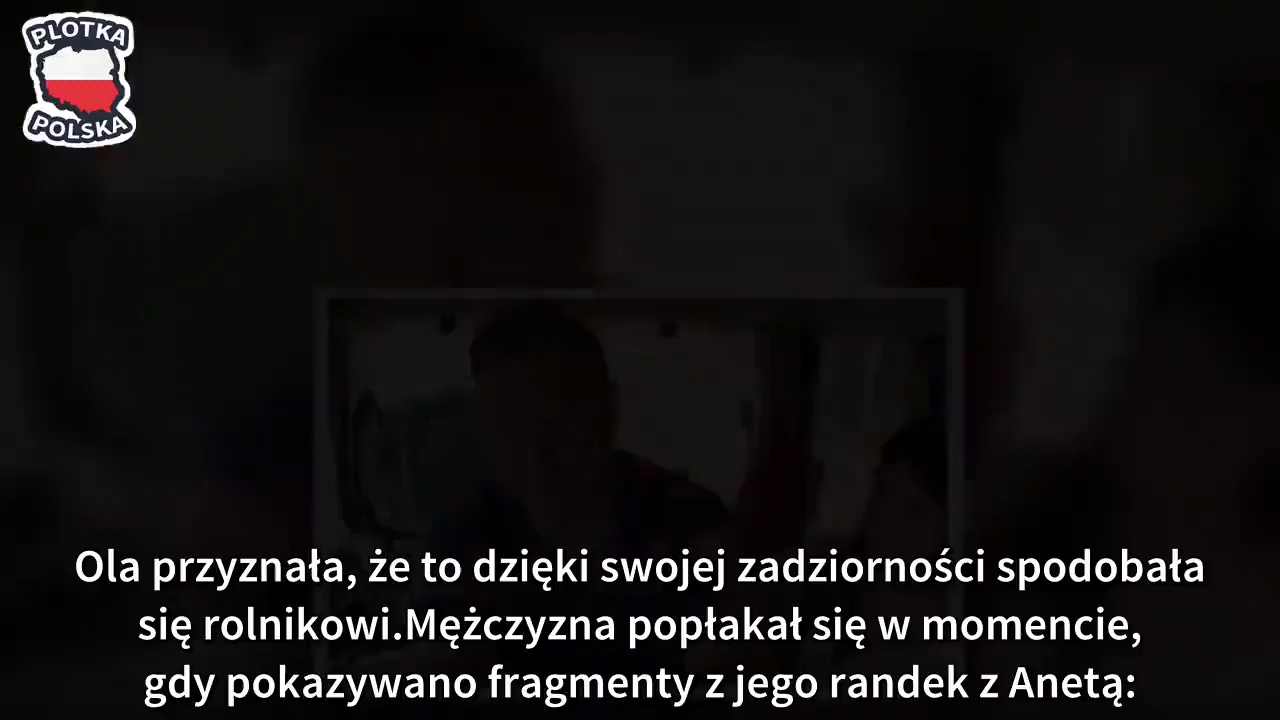 PLOTKA
POLSKA
Ola przyznała, że to dzięki swojej zadziorności spodobała
się rolnikowi.Mężczyzna popłakał się w momencie,
gdy pokazywano fragmenty z jego randek z Anetą: